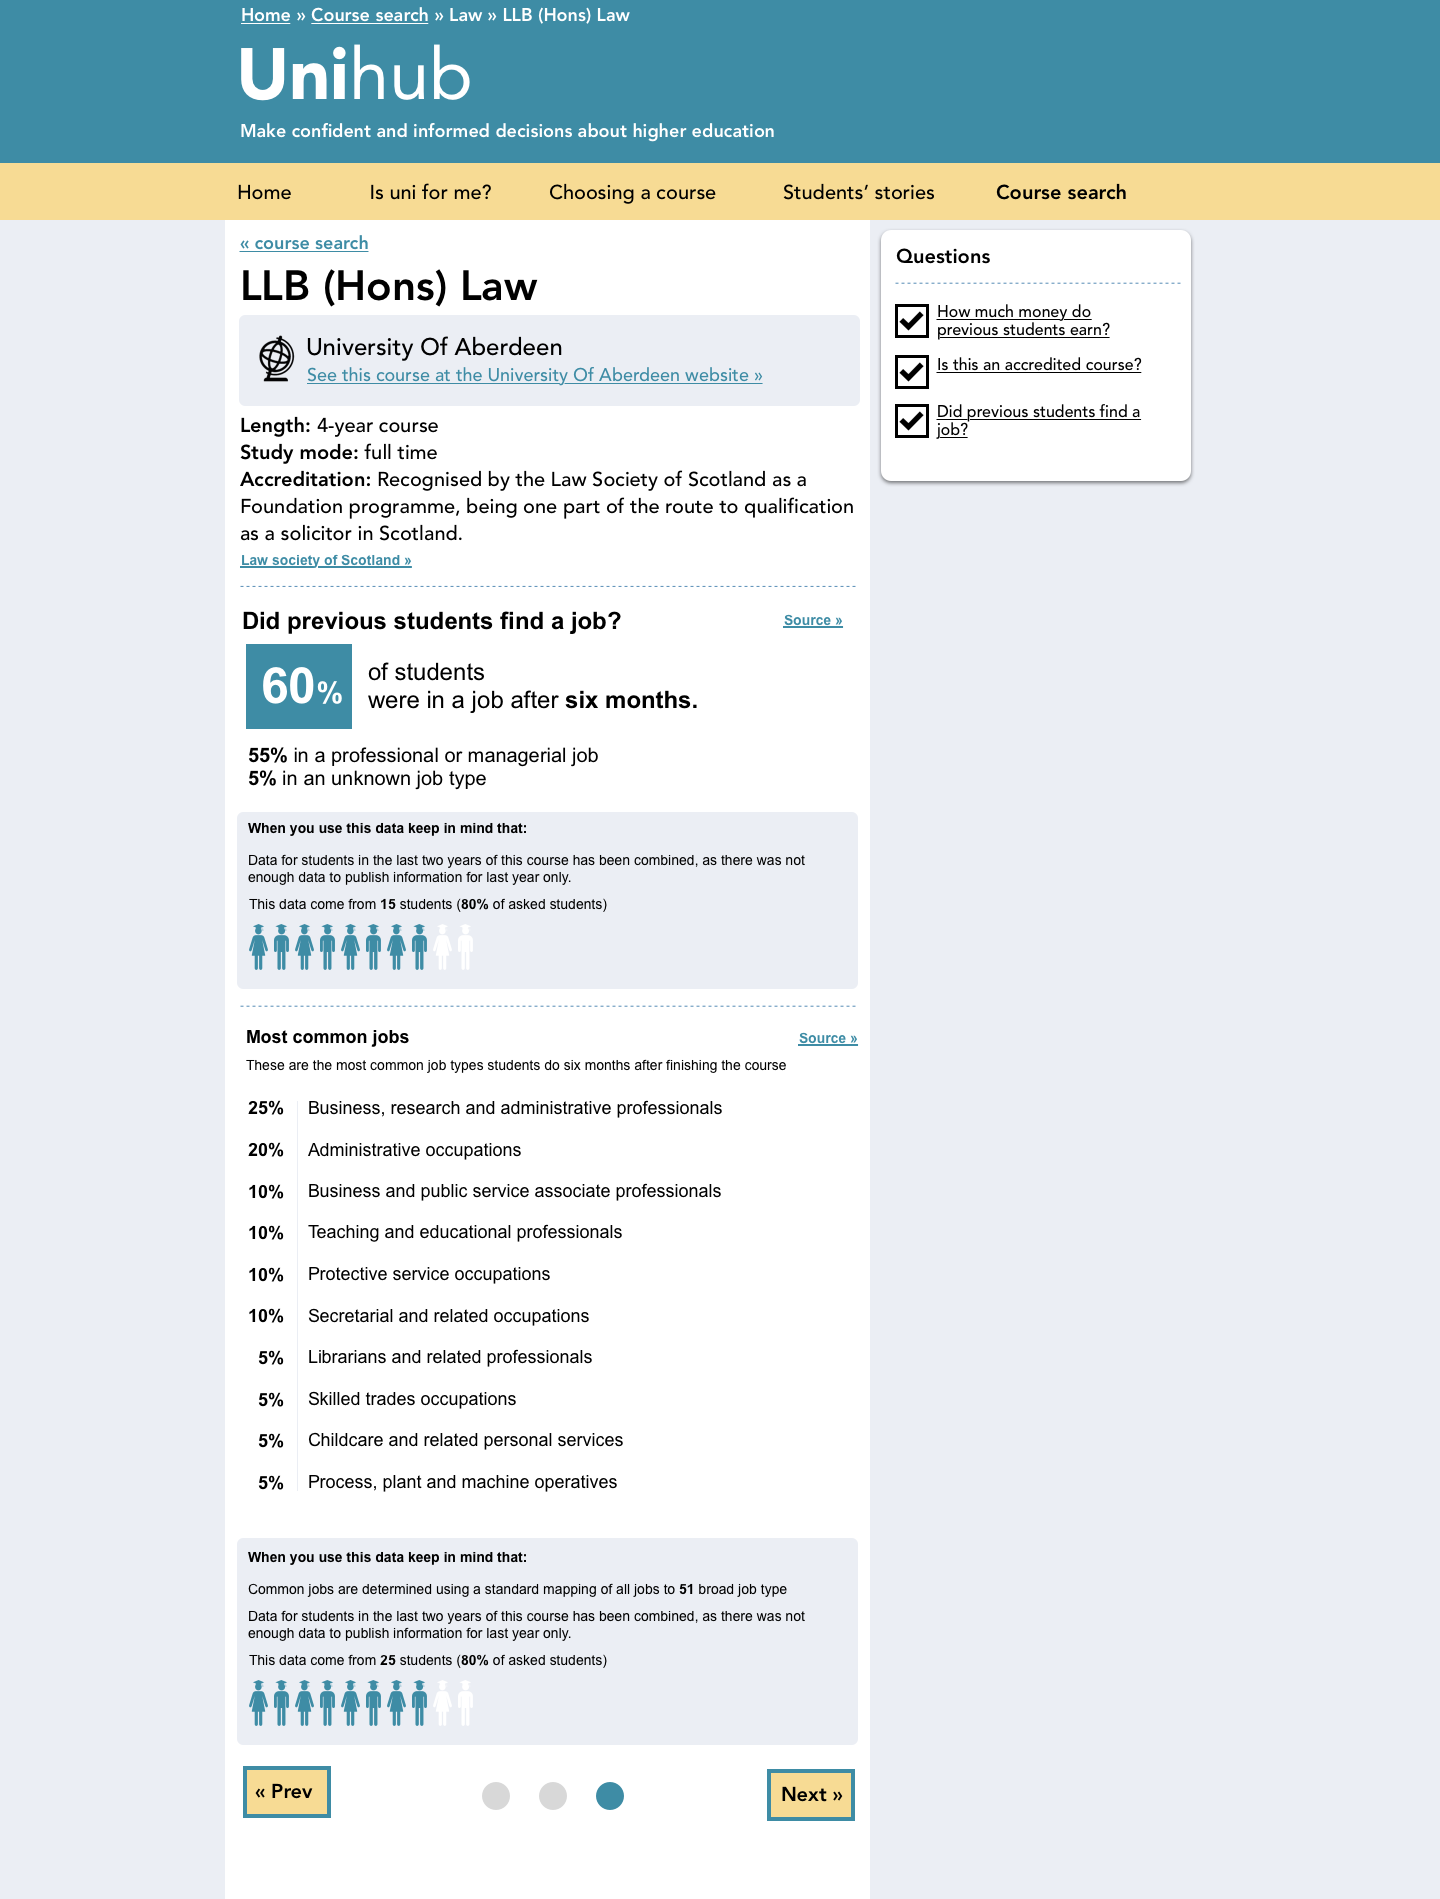 Home » Course search » Law » LLB (Hons) Law
Unihub
Make confident and informed decisions about higher education
Home Is uni for me? Choosing a course Students’ stories Course search
« course search
LLB (Hons) Law
University Of Aberdeen
See this course at the University Of Aberdeen website »
Length: 4-year course
Study mode: full time
Accreditation: Recognised by the Law Society of Scotland as a
Foundation programme, being one part of the route to qualification
as a solicitor in Scotland.
Law society of Scotland »
Did previous students find a job?
Source »
60%
of students
were in a job after six months.
55% in a professional or managerial job
5% in an unknown job type
When you use this data keep in mind that:
Data for students in the last two years of this course has been combined, as there was not
enough data to publish information for last year only.
This data come from 15 students (80% of asked students)
Most common jobs
Source »
These are the most common job types students do six months after finishing the course
25% Business, research and administrative professionals
20% Administrative occupations
10% Business and public service associate professionals
10% Teaching and educational professionals
10% Protective service occupations
10% Secretarial and related occupations
5% Librarians and related professionals
5% Skilled trades occupations
5% Childcare and related personal services
5% Process, plant and machine operatives
When you use this data keep in mind that:
Common jobs are determined using a standard mapping of all jobs to 51 broad job type
Data for students in the last two years of this course has been combined, as there was not
enough data to publish information for last year only.
This data come from 25 students (80% of asked students)
« Prev
Next »
Questions
How much money do
previous students earn?
Is this an accredited course?
Did previous students find a
job?